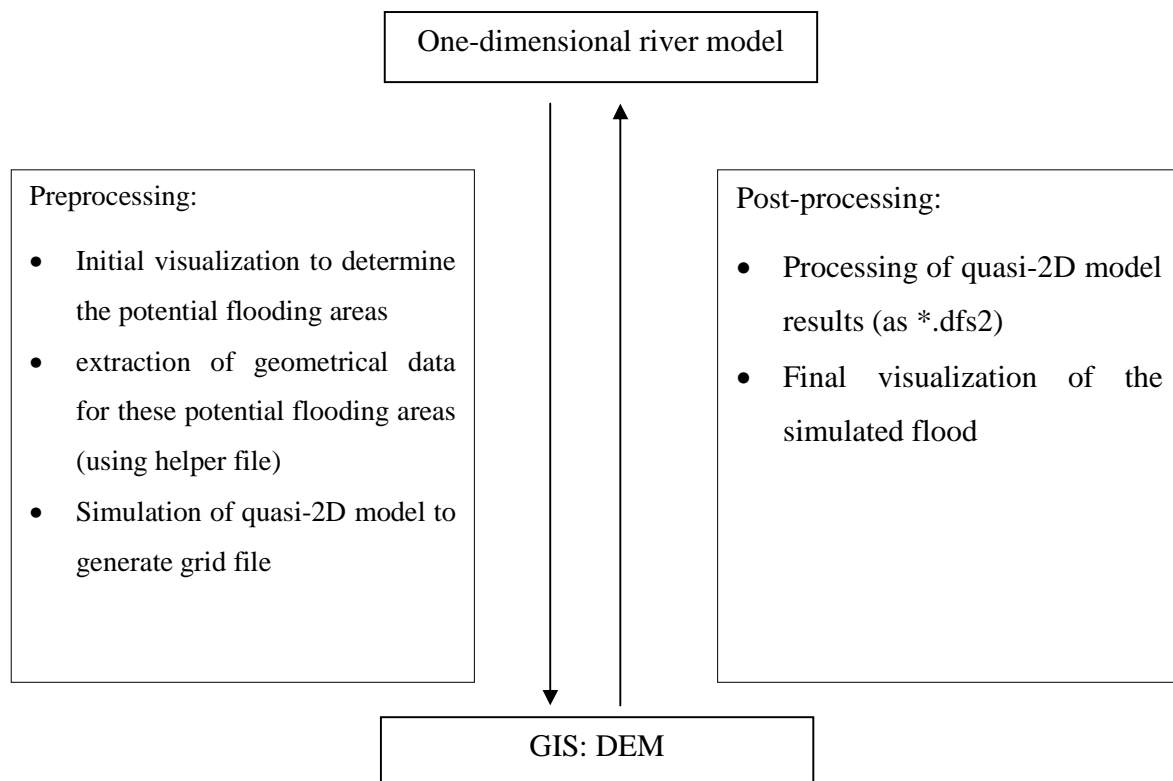 One-dimensional river model
Preprocessing:
• Initial visualization to determine
the potential flooding areas
• extraction of geometrical data
for these potential flooding areas
(using helper file)
• Simulation of quasi-2D model to
generate grid file
Post-processing:
• Processing of quasi-2D model
results (as *.dfs2)
• Final visualization of the
simulated flood
GIS: DEM